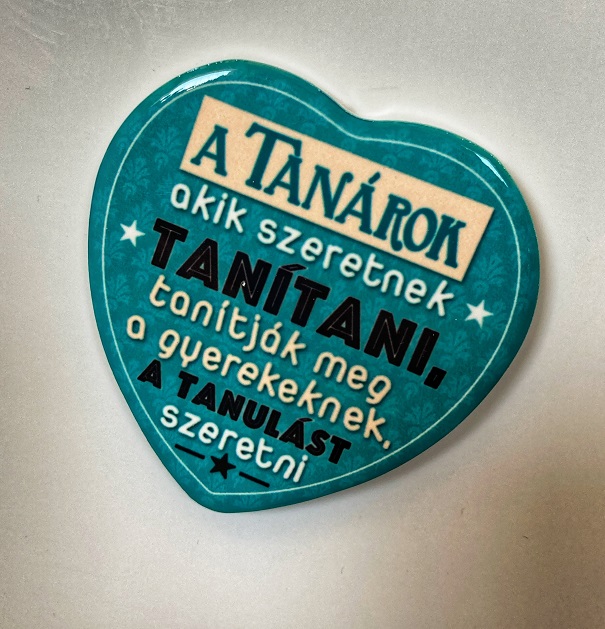 A TANÁROK
akik szeretnek
TANÍTANI,
tanítják meg
a gyerekeknek,
A TANULÁST
szeretni